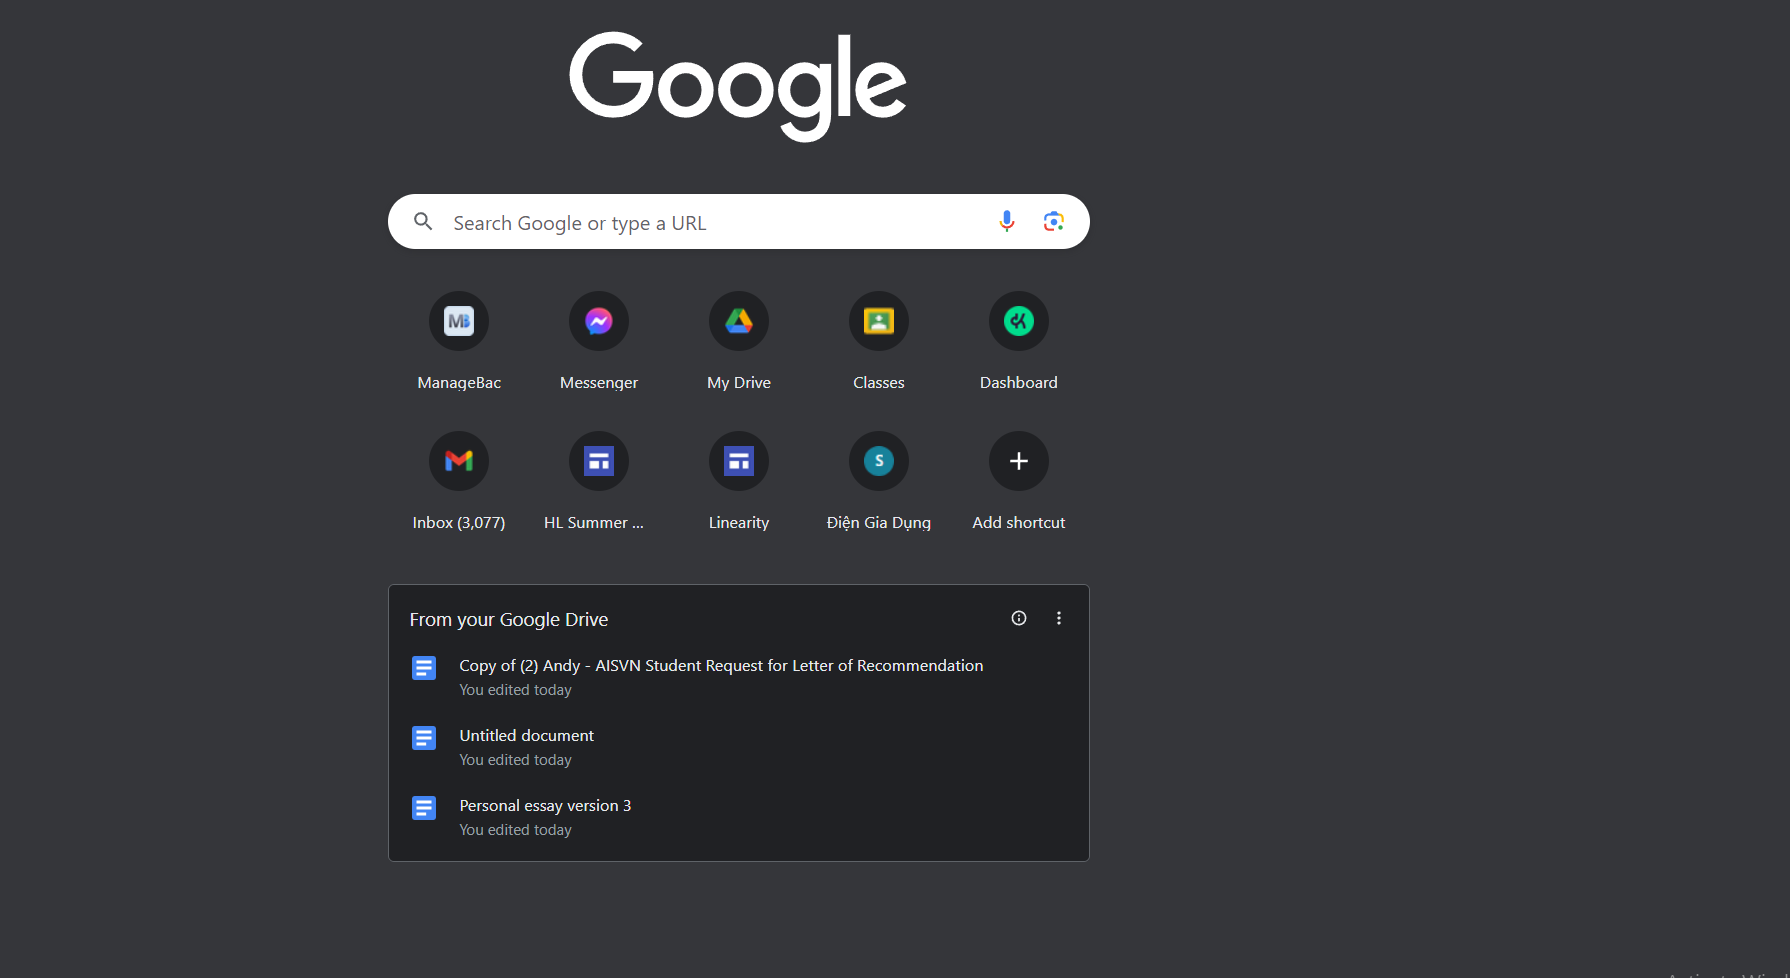 Google
Search Google or type a URL
ManageBac
Messenger
My Drive
Classes
Dashboard
Inbox (3,077)
HL Summer ...
Linearity
S
Điện Gia Dụng
Add shortcut
From your Google Drive
Copy of (2) Andy - AISVN Student Request for Letter of Recommendation
You edited today
Untitled document
You edited today
Personal essay version 3
You edited today